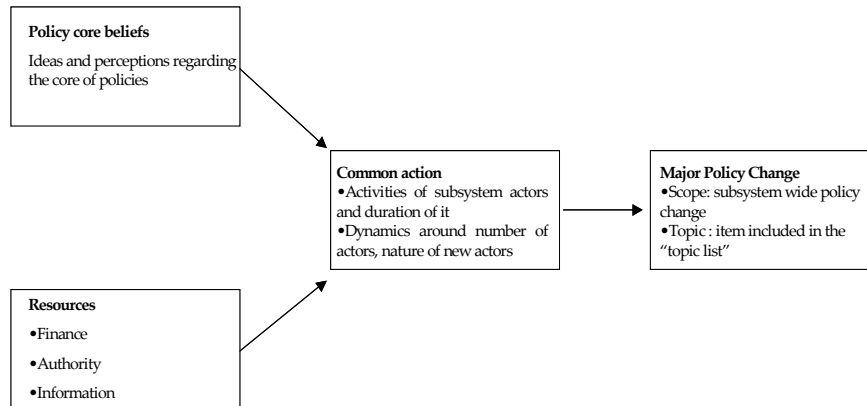 Policy core beliefs
Ideas and perceptions regarding
the core of policies
Common action
•Activities of subsystem actors
and duration of it
•Dynamics around number of
actors, nature of new actors
Major Policy Change
•Scope: subsystem wide policy
change
•Topic : item included in the
“topic list”
Resources
•Finance
•Authority
•Information